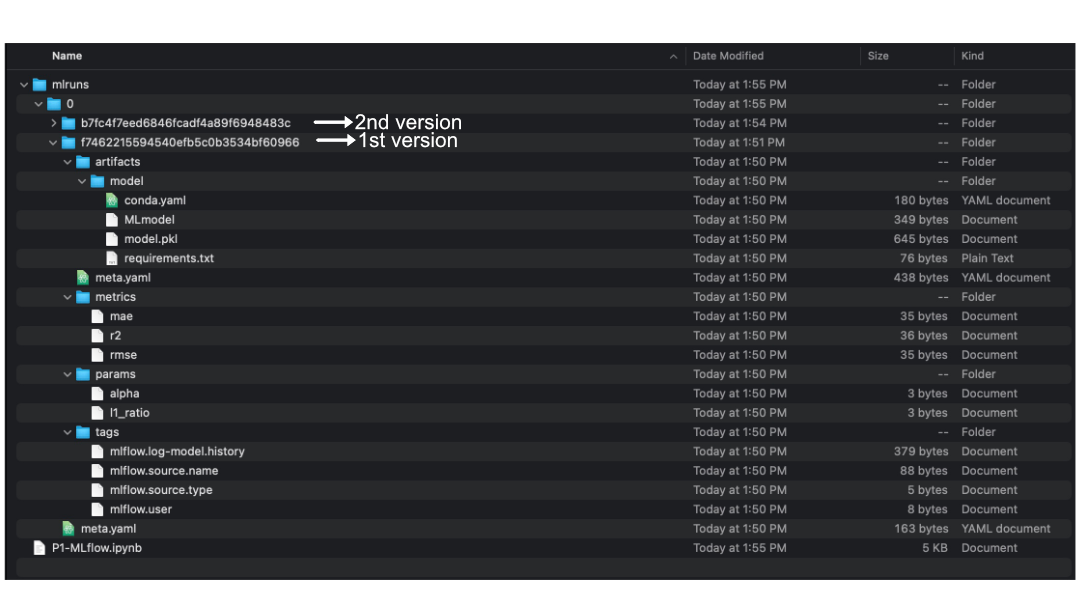 Name Date Modified Size Kind
mlruns Today at 1:55 PM -- Folder
0 Today at 1:55 PM -- Folder
b7fc4f7eed6846fcadf4a89f6948483c 2nd version Today at 1:54 PM -- Folder
f7462215594540efb5c0b3534bf60966 1st version Today at 1:51 PM -- Folder
artifacts Today at 1:50 PM -- Folder
model Today at 1:50 PM -- Folder
conda.yaml Today at 1:50 PM 180 bytes YAML document
MLmodel Today at 1:50 PM 349 bytes Document
model.pkl Today at 1:50 PM 645 bytes Document
requirements.txt Today at 1:50 PM 76 bytes Plain Text
meta.yaml Today at 1:50 PM 438 bytes YAML document
metrics Today at 1:50 PM -- Folder
mae Today at 1:50 PM 35 bytes Document
r2 Today at 1:50 PM 36 bytes Document
rmse Today at 1:50 PM 35 bytes Document
params Today at 1:50 PM -- Folder
alpha Today at 1:50 PM 3 bytes Document
l1_ratio Today at 1:50 PM 3 bytes Document
tags Today at 1:50 PM -- Folder
mlflow.log-model.history Today at 1:50 PM 379 bytes Document
mlflow.source.name Today at 1:50 PM 88 bytes Document
mlflow.source.type Today at 1:50 PM 5 bytes Document
mlflow.user Today at 1:50 PM 8 bytes Document
meta.yaml Today at 1:50 PM 163 bytes YAML document
P1-MLflow.ipynb Today at 1:55 PM 5 KB Document